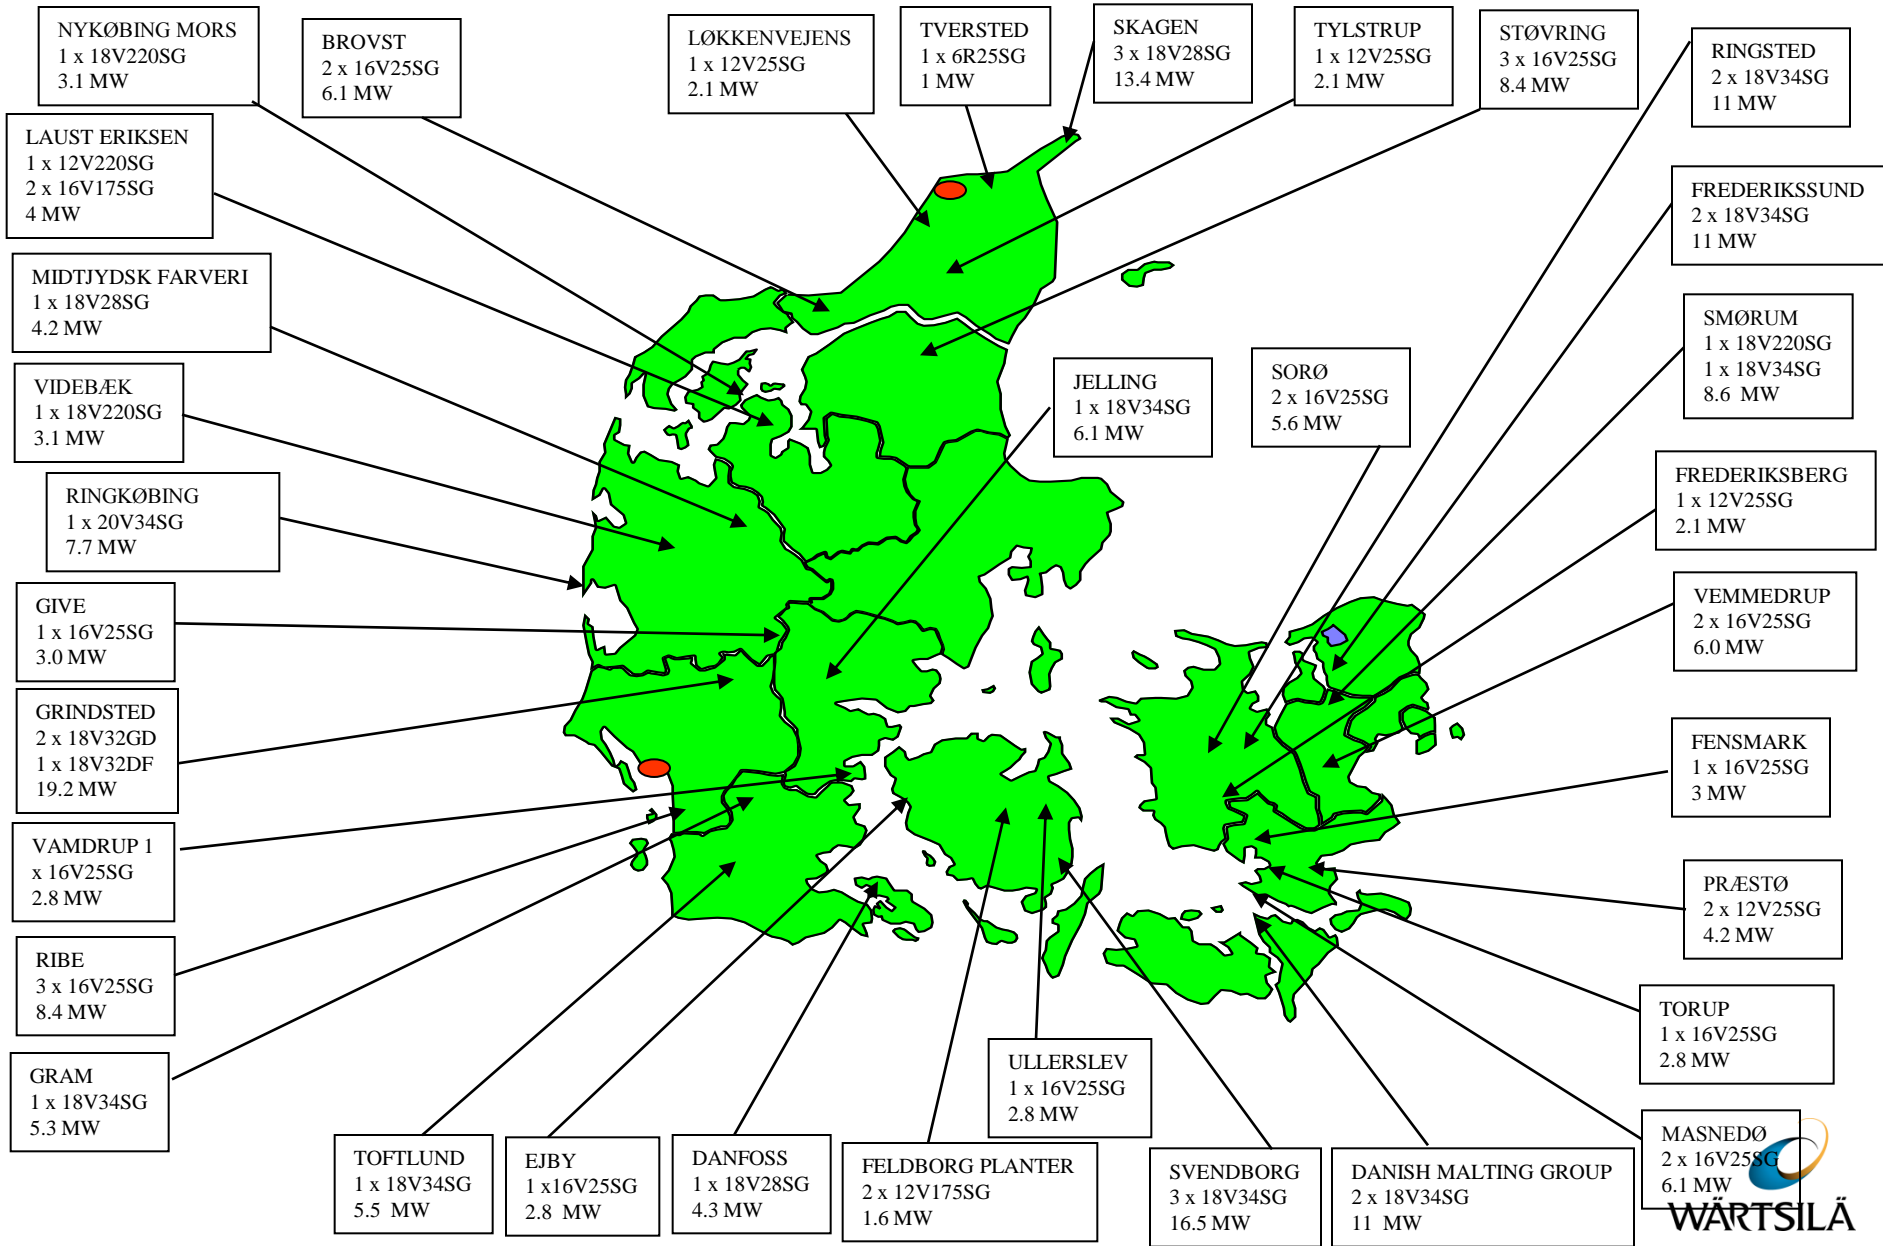 NYKØBING MORS
1 x 18V220SG
3.1 MW
BROVST
2 x 16V25SG
6.1 MW
LØKKENVEJENS
1 x 12V25SG
2.1 MW
TVERSTED
1 x 6R25SG
1 MW
SKAGEN
3 x 18V28SG
13.4 MW
TYLSTRUP
1 x 12V25SG
2.1 MW
STØVRING
3 x 16V25SG
8.4 MW
RINGSTED
2 x 18V34SG
11 MW
LAUST ERIKSEN
1 x 12V220SG
2 x 16V175SG
4 MW
FREDERIKSSUND
2 x 18V34SG
11 MW
MIDTJYDSK FARVERI
1 x 18V28SG
4.2 MW
SMØRUM
1 x 18V220SG
1 x 18V34SG
8.6 MW
VIDEBÆK
1 x 18V220SG
3.1 MW
JELLING
1 x 18V34SG
6.1 MW
SORØ
2 x 16V25SG
5.6 MW
RINGKØBING
1 x 20V34SG
7.7 MW
FREDERIKSBERG
1 x 12V25SG
2.1 MW
GIVE
1 x 16V25SG
3.0 MW
VEMMEDRUP
2 x 16V25SG
6.0 MW
GRINDSTED
2 x 18V32GD
1 x 18V32DF
19.2 MW
FENSMARK
1 x 16V25SG
3 MW
VAMDRUP 1
x 16V25SG
2.8 MW
PRÆSTØ
2 x 12V25SG
4.2 MW
RIBE
3 x 16V25SG
8.4 MW
TORUP
1 x 16V25SG
2.8 MW
GRAM
1 x 18V34SG
5.3 MW
ULLERSLEV
1 x 16V25SG
2.8 MW
TOFTLUND
1 x 18V34SG
5.5 MW
EJBY
1 x16V25SG
2.8 MW
DANFOSS
1 x 18V28SG
4.3 MW
FELDBORG PLANTER
2 x 12V175SG
1.6 MW
SVENDBORG
3 x 18V34SG
16.5 MW
DANISH MALTING GROUP
2 x 18V34SG
11 MW
MASNEDØ
2 x 16V25SG
6.1 MW
WÄRTSILÄ